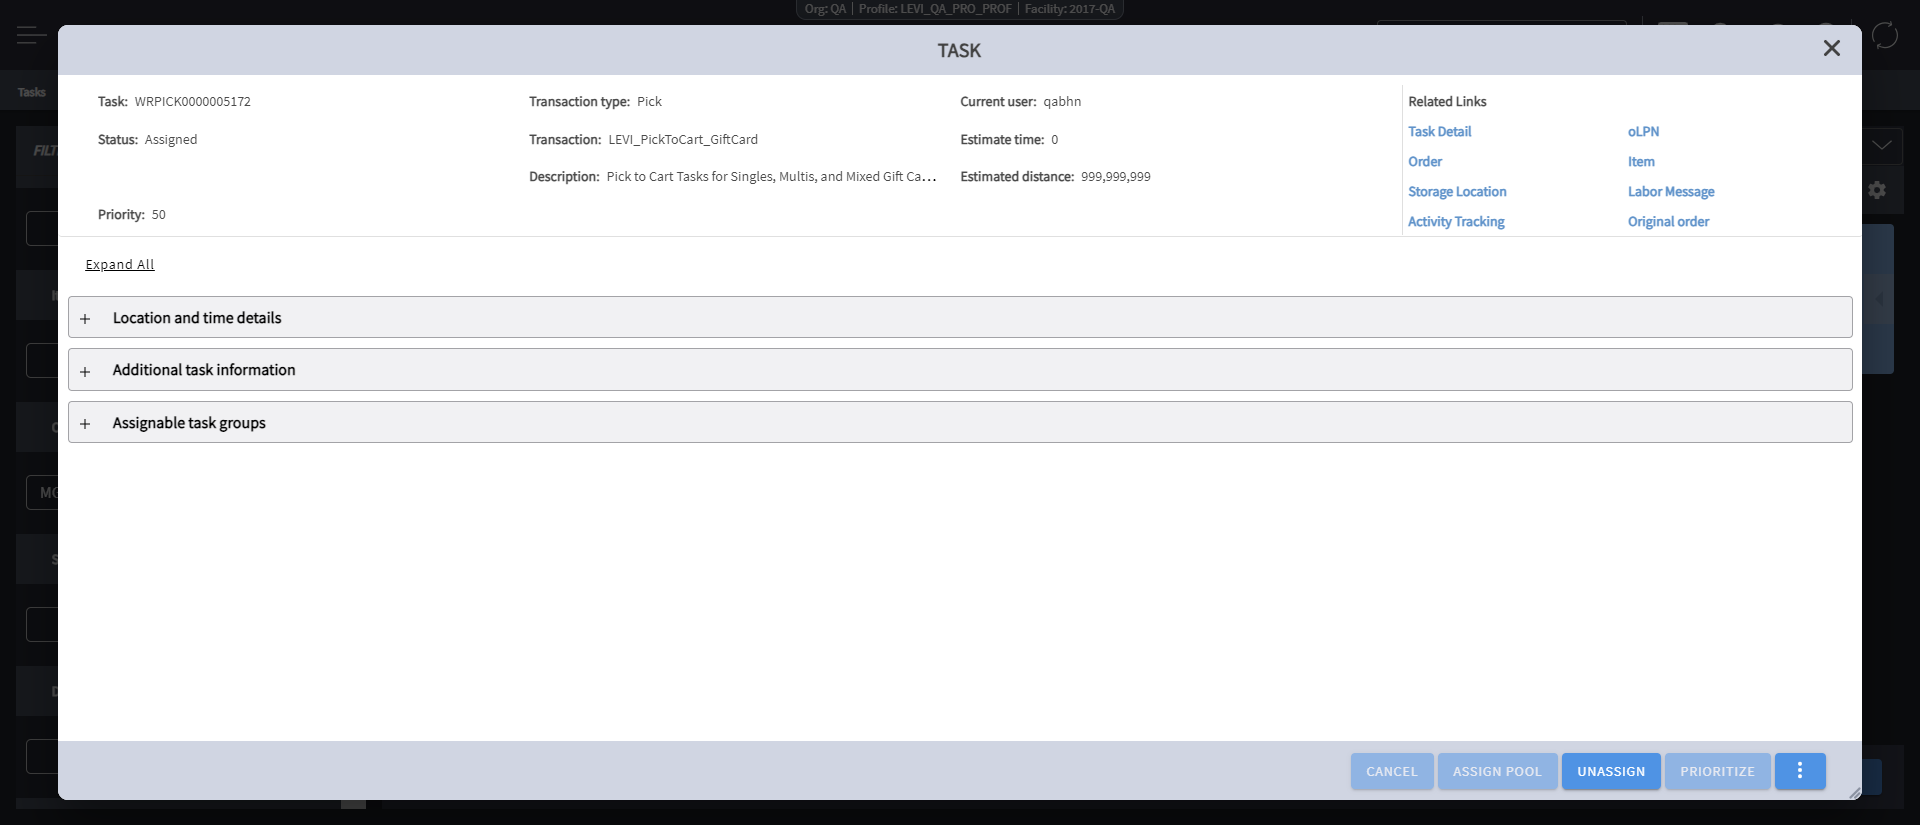 Org: QA | Profile: LEVI_QA_PRO_PROF | Facility: 2017-QA
Tasks
TASK
Task: WRPICK0000005172
Transaction type: Pick
Current user: qabhn
Related Links
Status: Assigned
Transaction: LEVI_PickToCart_GiftCard
Estimate time: 0
Task Detail
oLPN
Order
Item
Description: Pick to Cart Tasks for Singles, Multis, and Mixed Gift Ca...
Estimated distance: 999,999,999
Storage Location
Labor Message
Priority: 50
Activity Tracking
Original order
Expand All
+ Location and time details
+ Additional task information
+ Assignable task groups
CANCEL
ASSIGN POOL
UNASSIGN
PRIORITIZE